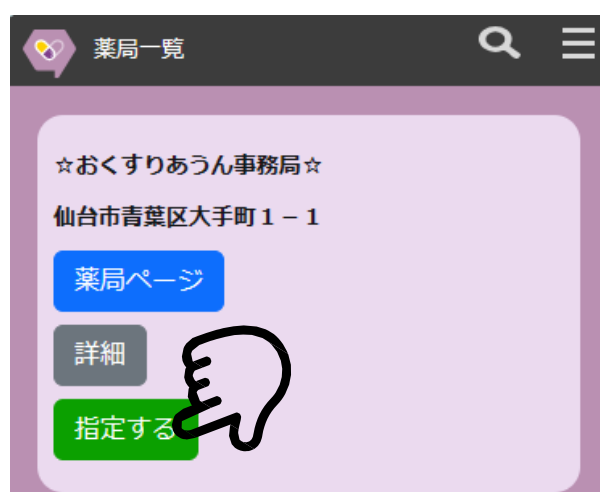 薬局一覧
☆おくすりあうん事務局☆
仙台市青葉区大手町１－１
薬局ページ
詳細
指定する